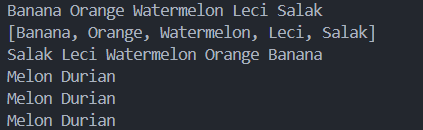 Banana Orange Watermelon Leci Salak
[Banana, Orange, Watermelon, Leci, Salak]
Salak Leci Watermelon Orange Banana
Melon Durian
Melon Durian
Melon Durian